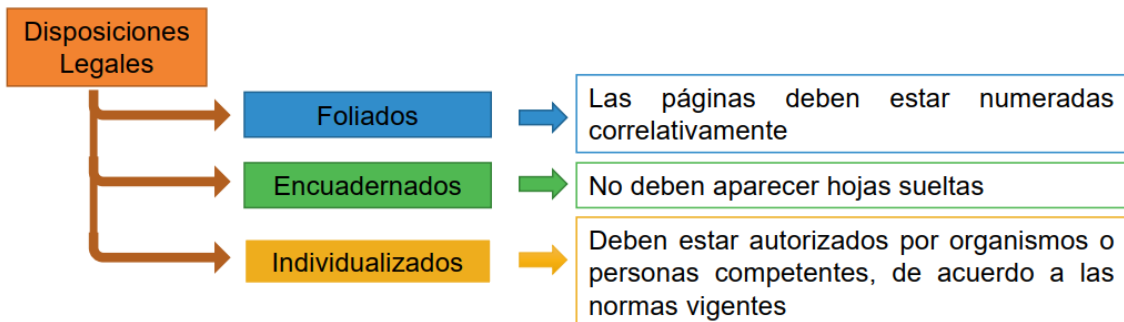 Disposiciones
Legales
Foliados
Las páginas deben estar numeradas
correlativamente
Encuadernados
No deben aparecer hojas sueltas
Individualizados
Deben estar autorizados por organismos o
personas competentes, de acuerdo a las
normas vigentes